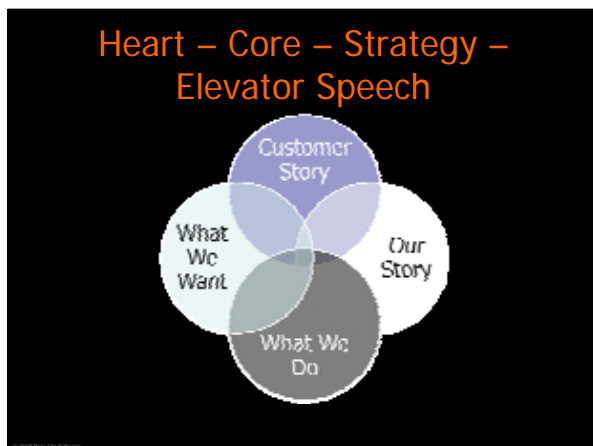 Heart – Core – Strategy –
Elevator Speech
Customer
Story
What
We
Want
Our
Story
What We
Do